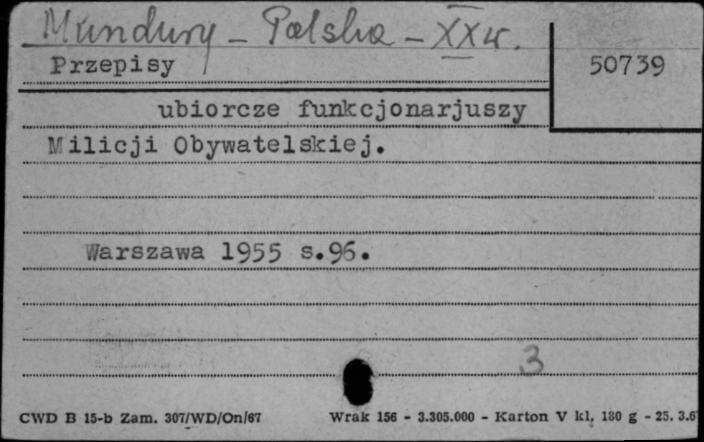 Mundury - Polska - XX w.
Przepisy
50739
ubiorcze funkcjonarjuszy
Milicji Obywatelskiej.
Warszawa 1955 s.96.
3
CWD B 15-b Zam. 307/WD/On/67 Wrak 156 - 3.305.000 - Karton V kl. 180 g - 25. 3.67